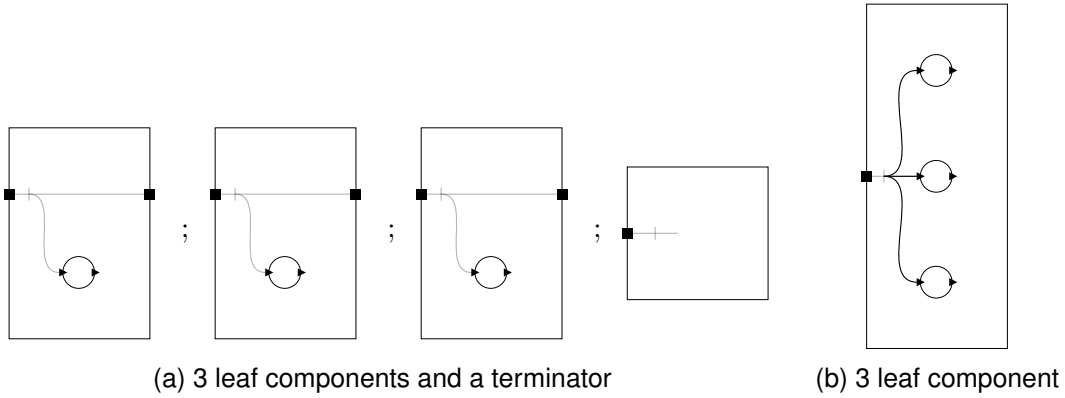 ; ; ;
(a) 3 leaf components and a terminator
(b) 3 leaf component